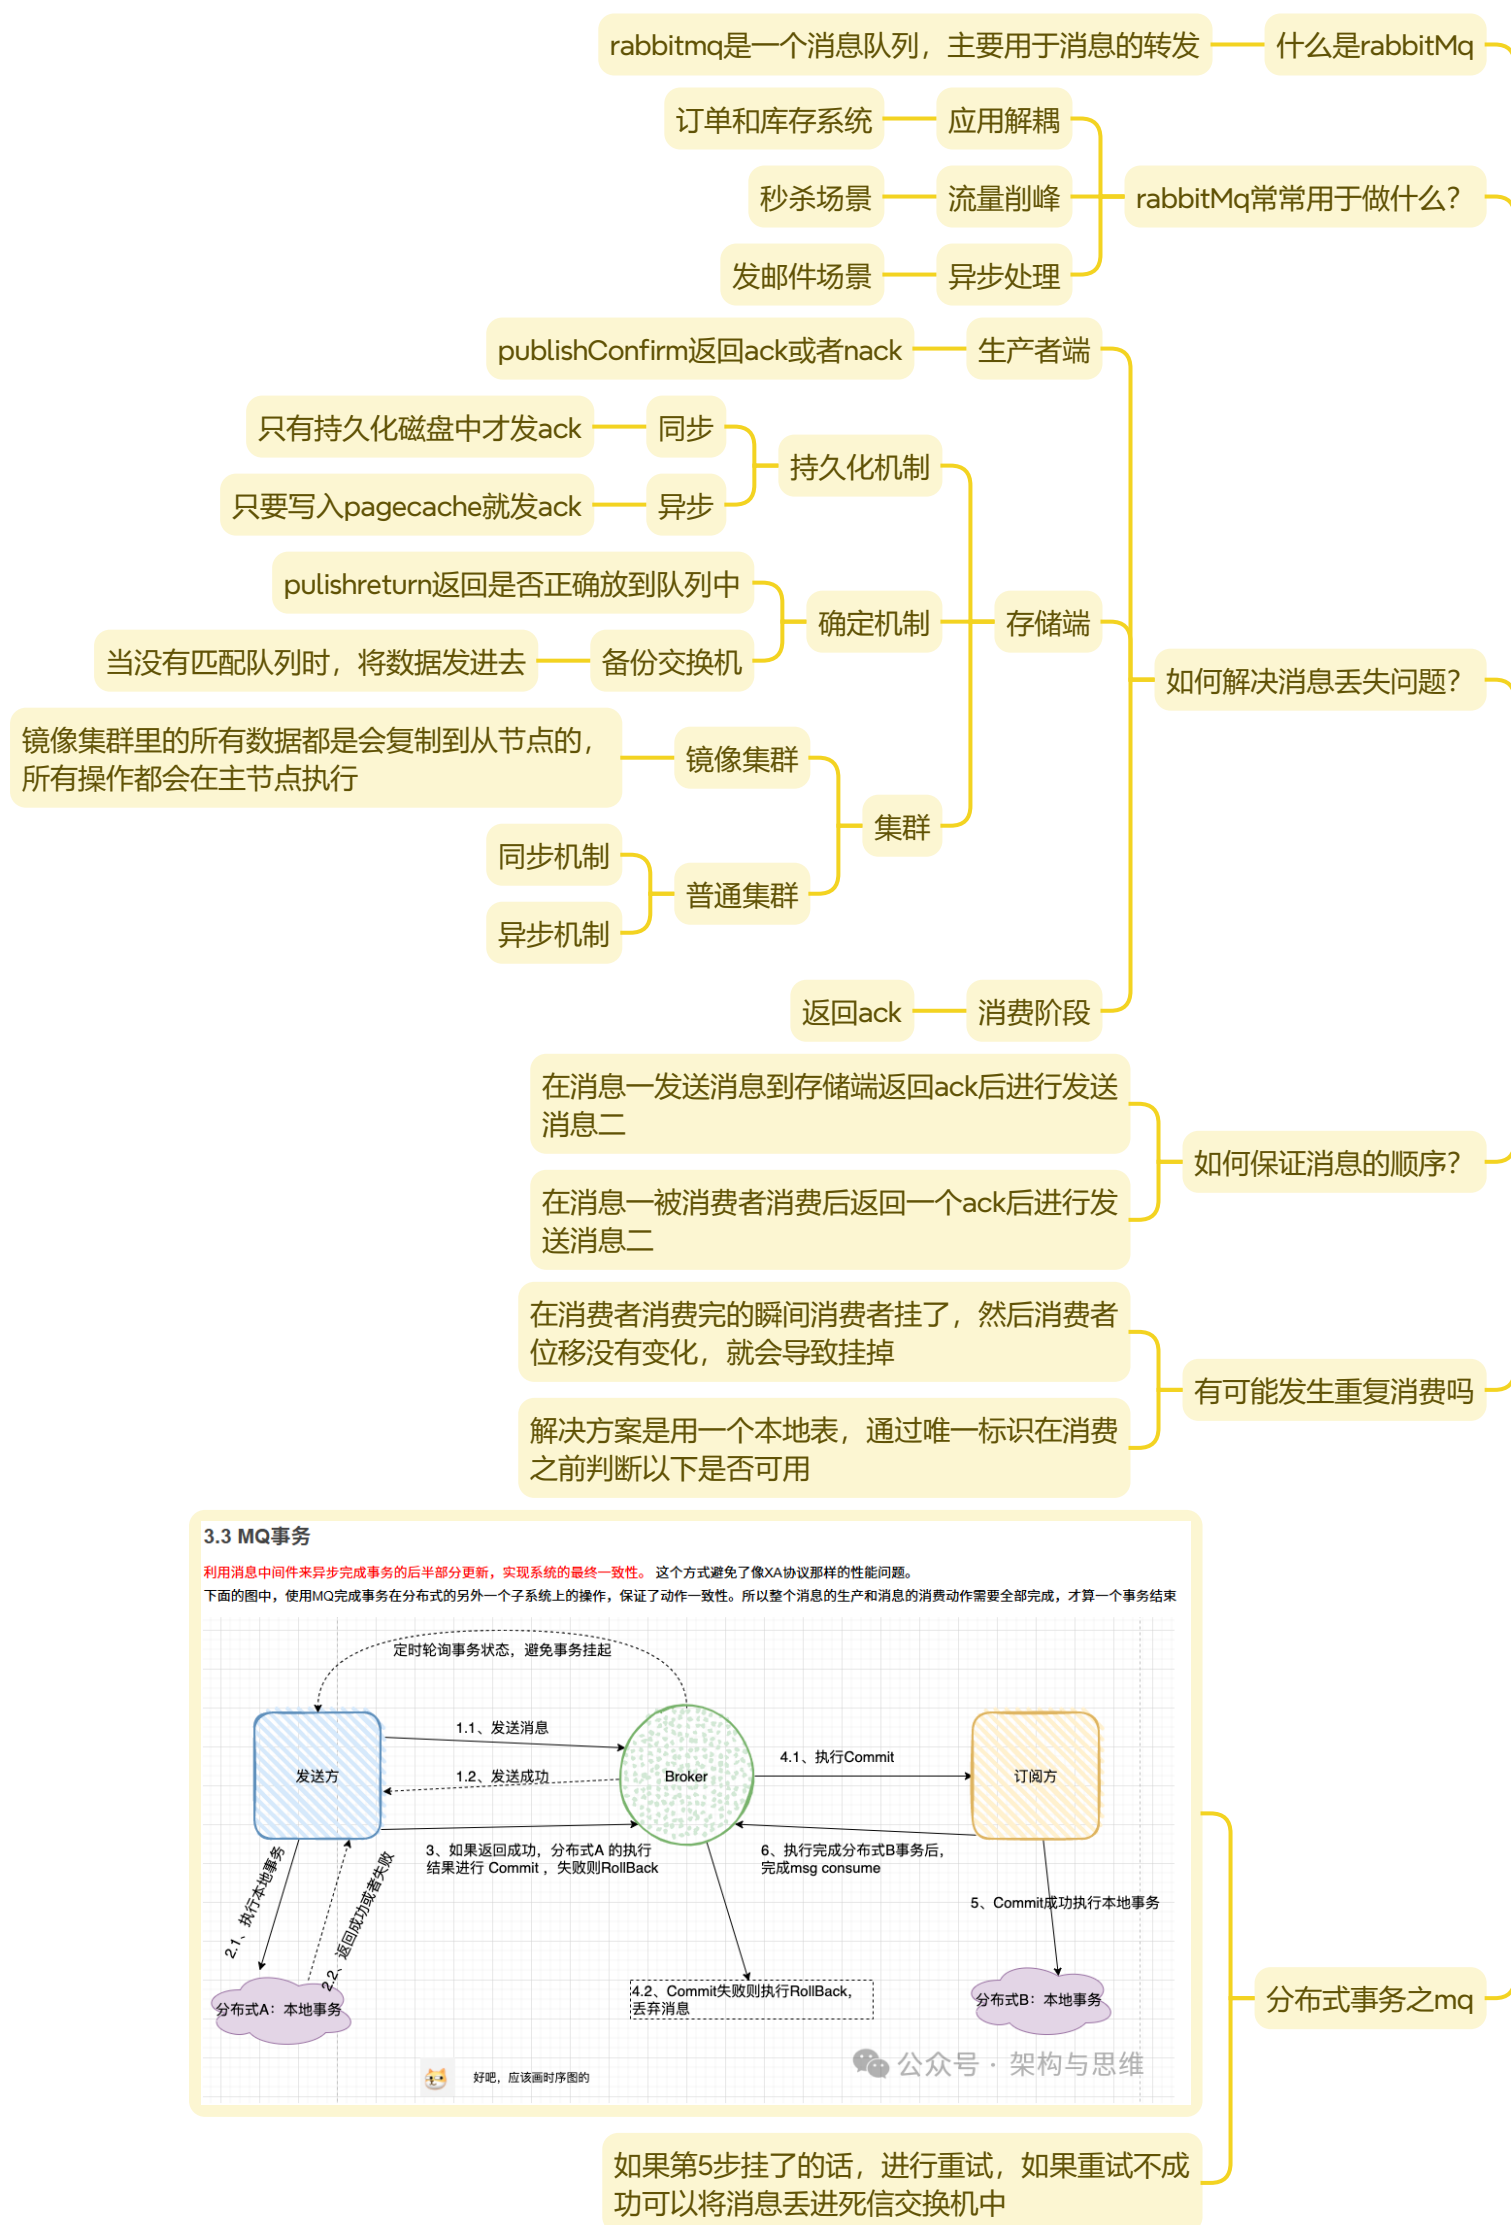 rabbitmq是一个消息队列，主要用于消息的转发
什么是rabbitMq
订单和库存系统
应用解耦
秒杀场景
流量削峰
rabbitMq常常用于做什么？
发邮件场景
异步处理
publishConfirm返回ack或者nack
生产者端
只有持久化磁盘中才发ack
同步
持久化机制
只要写入pagecache就发ack
异步
pulishreturn返回是否正确放到队列中
确定机制
存储端
当没有匹配队列时，将数据发进去
备份交换机
如何解决消息丢失问题？
镜像集群里的所有数据都是会复制到从节点的，
所有操作都会在主节点执行
镜像集群
集群
同步机制
普通集群
异步机制
返回ack
消费阶段
在消息一发送消息到存储端返回ack后进行发送
消息二
如何保证消息的顺序？
在消息一被消费者消费后返回一个ack后进行发
送消息二
在消费者消费完的瞬间消费者挂了，然后消费者
位移没有变化，就会导致挂掉
有可能发生重复消费吗
解决方案是用一个本地表，通过唯一标识在消费
之前判断以下是否可用
3.3 MQ事务
利用消息中间件来异步完成事务的后半部分更新，实现系统的最终一致性。 这个方式避免了像XA协议那样的性能问题。
下面的图中，使用MQ完成事务在分布式的另外一个子系统上的操作，保证了动作一致性。所以整个消息的生产和消息的消费动作需要全部完成，才算一个事务结束
定时轮询事务状态，避免事务挂起
1.1、发送消息
4.1、执行Commit
发送方
1.2、发送成功
Broker
订阅方
3、如果返回成功，分布式A 的执行
结果进行 Commit ，失败则RollBack
6、执行完成分布式B事务后，
完成msg consume
2.1、执行本地事务
2.2、返回成功或者失败
5、Commit成功执行本地事务
4.2、Commit失败则执行RollBack，
丢弃消息
分布式A：本地事务
分布式B：本地事务
公众号 · 架构与思维
好吧，应该画时序图的
分布式事务之mq
如果第5步挂了的话，进行重试，如果重试不成
功可以将消息丢进死信交换机中